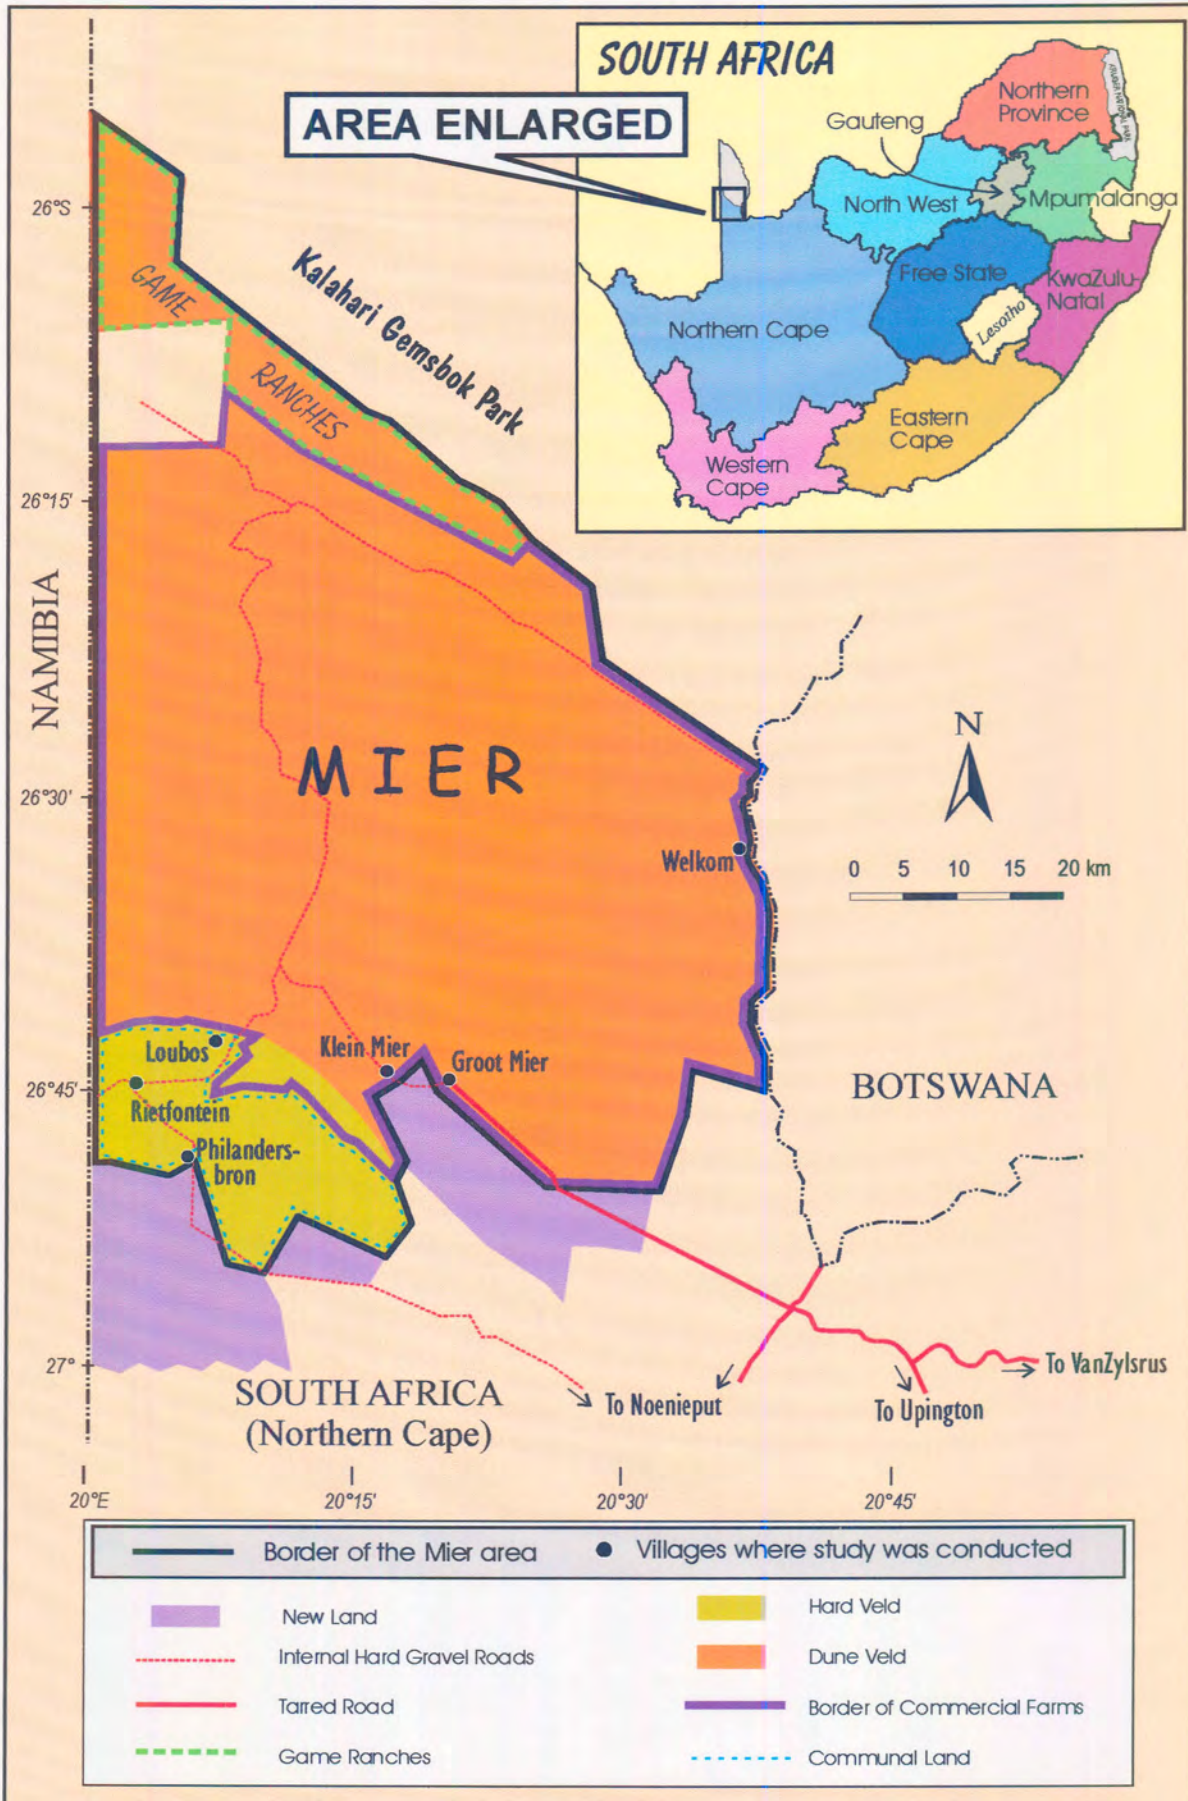 SOUTH AFRICA
AREA ENLARGED
Northern
Province
KRUGER NATIONAL PARK
Gauteng
North West
Mpumalanga
Free State
KwaZulu-
Natal
Lesotho
Northern Cape
Eastern
Cape
Western
Cape
26°S
26°15'
26°30'
26°45'
27°
NAMIBIA
GAME
RANCHES
Kalahari Gemsbok Park
MIER
N
0 5 10 15 20 km
Welkom
Loubos
Klein Mier
Groot Mier
Rietfontein
Philanders-
bron
BOTSWANA
SOUTH AFRICA
(Northern Cape)
To Noenieput
To Upington
To VanZylsrus
20°E
20°15'
20°30'
20°45'
Border of the Mier area
Villages where study was conducted
New Land
Hard Veld
Internal Hard Gravel Roads
Dune Veld
Tarred Road
Border of Commercial Farms
Game Ranches
Communal Land